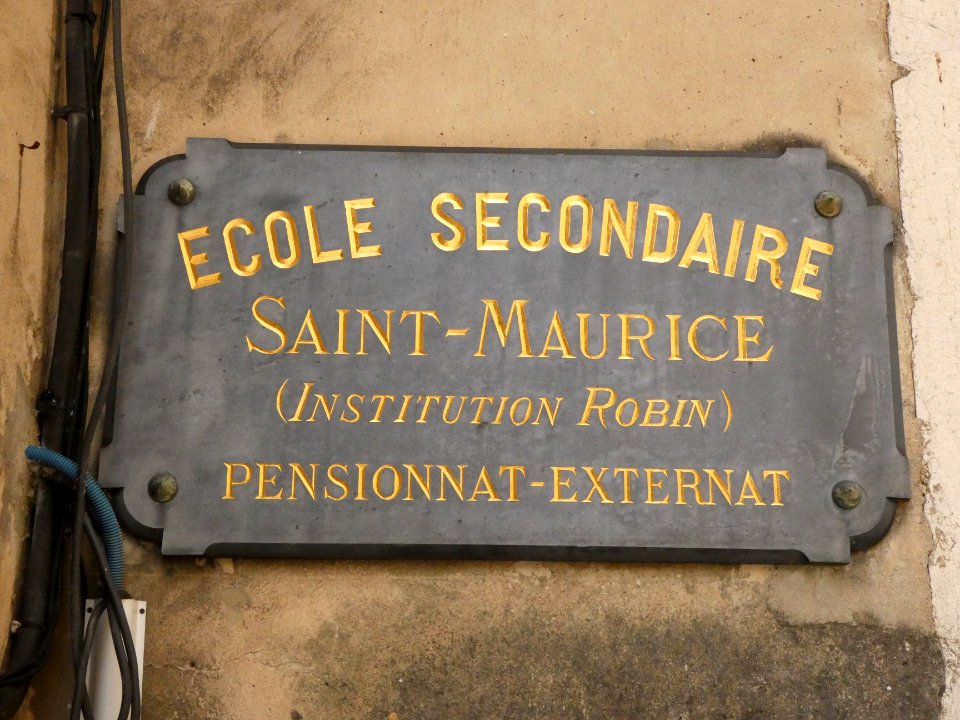 ECOLE SECONDAIRE
SAINT-MAURICE
(INSTITUTION ROBIN)
PENSIONNAT-EXTERNAT